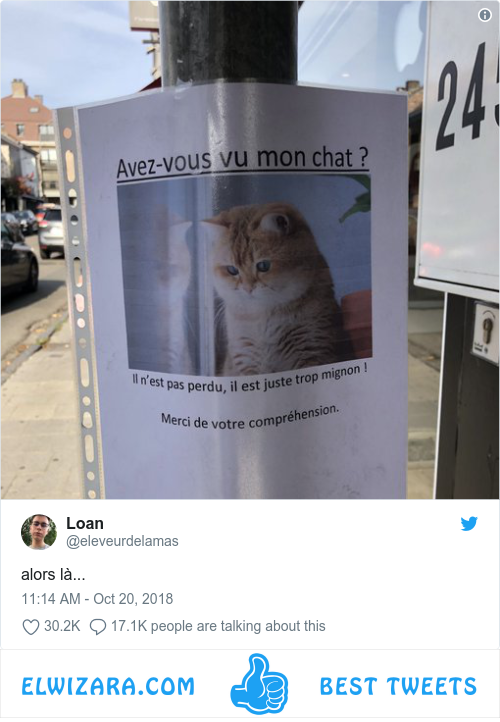 24
Avez-vous vu mon chat ?
Il n'est pas perdu, il est juste trop mignon !
Merci de votre compréhension.
Loan
@eleveurdelamas
alors là...
11:14 AM - Oct 20, 2018
30.2K 17.1K people are talking about this
ELWIZARA.COM BEST TWEETS